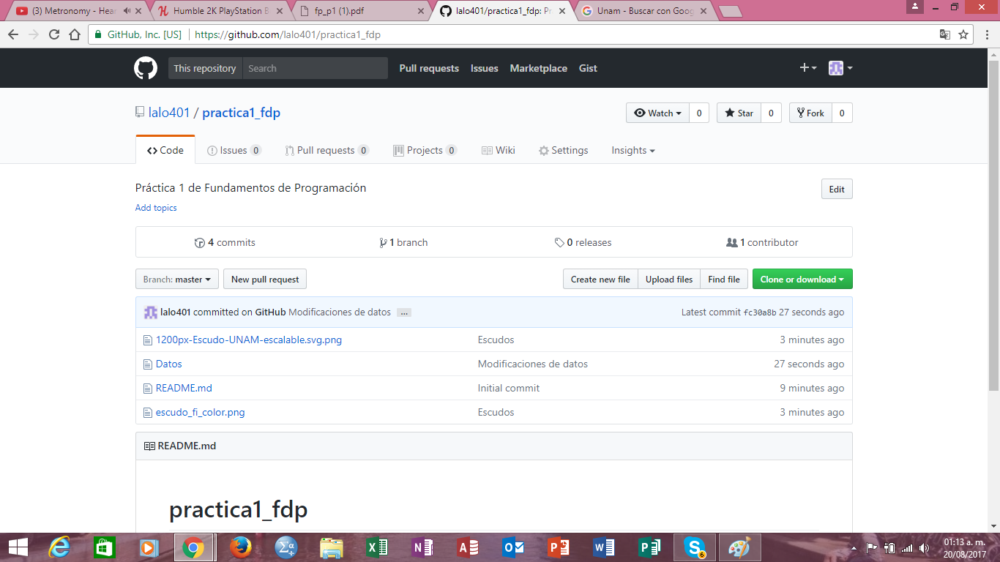 (3) Metronomy - Hear
Humble 2K PlayStation B
fp_p1 (1).pdf
lalo401/practica1_fdp: Pr
Unam - Buscar con Goog
GitHub, Inc. [US] https://github.com/lalo401/practica1_fdp
This repository Search Pull requests Issues Marketplace Gist
lalo401 / practica1_fdp
Watch 0 Star 0 Fork 0
Code Issues 0 Pull requests 0 Projects 0 Wiki Settings Insights
Práctica 1 de Fundamentos de Programación
Edit
Add topics
4 commits 1 branch 0 releases 1 contributor
Branch: master New pull request Create new file Upload files Find file Clone or download
lalo401 committed on GitHub Modificaciones de datos ... Latest commit fc30a8b 27 seconds ago
1200px-Escudo-UNAM-escalable.svg.png Escudos 3 minutes ago
Datos Modificaciones de datos 27 seconds ago
README.md Initial commit 9 minutes ago
escudo_fi_color.png Escudos 3 minutes ago
README.md
practica1_fdp
01:13 a. m.
20/08/2017